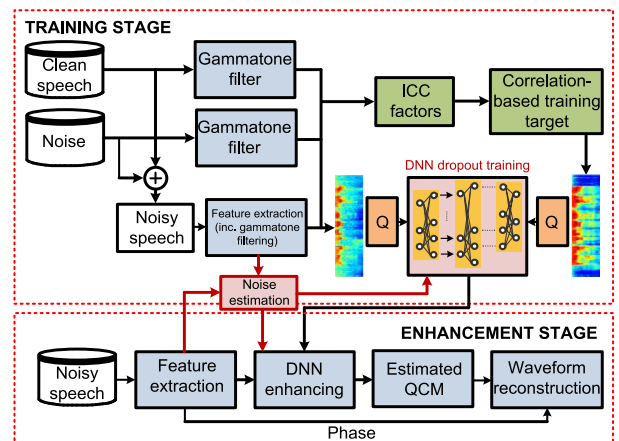 TRAINING STAGE
Clean
speech
Gammatone
filter
ICC
factors
Correlation-
based training
target
Noise
Gammatone
filter
DNN dropout training
Noisy
speech
Feature extraction
(inc. gammatone
filtering)
Q
Q
Noise
estimation
ENHANCEMENT STAGE
Noisy
speech
Feature
extraction
DNN
enhancing
Estimated
QCM
Waveform
reconstruction
Phase